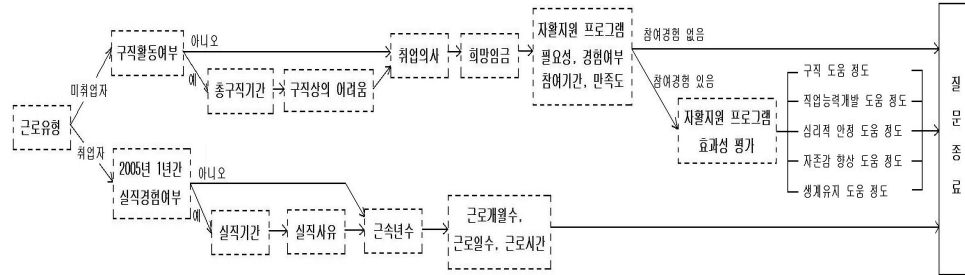 근로유형
미취업자
취업자
구직활동여부
아니오
예
총구직기간
구직상의 어려움
취업의사
희망임금
자활지원 프로그램
필요성, 경험여부
참여기간, 만족도
참여경험 없음
참여경험 있음
자활지원 프로그램
효과성 평가
구직 도움 정도
직업능력개발 도움 정도
심리적 안정 도움 정도
자존감 향상 도움 정도
생계유지 도움 정도
2005년 1년간
실직경험여부
아니오
예
실직기간
실직사유
근속년수
근로개월수,
근로일수, 근로시간
질
문
종
료